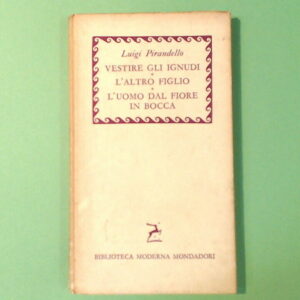 Luigi Pirandello
VESTIRE GLI IGNUDI
L'ALTRO FIGLIO
L'UOMO DAL FIORE
IN BOCCA
BIBLIOTECA MODERNA MONDADORI